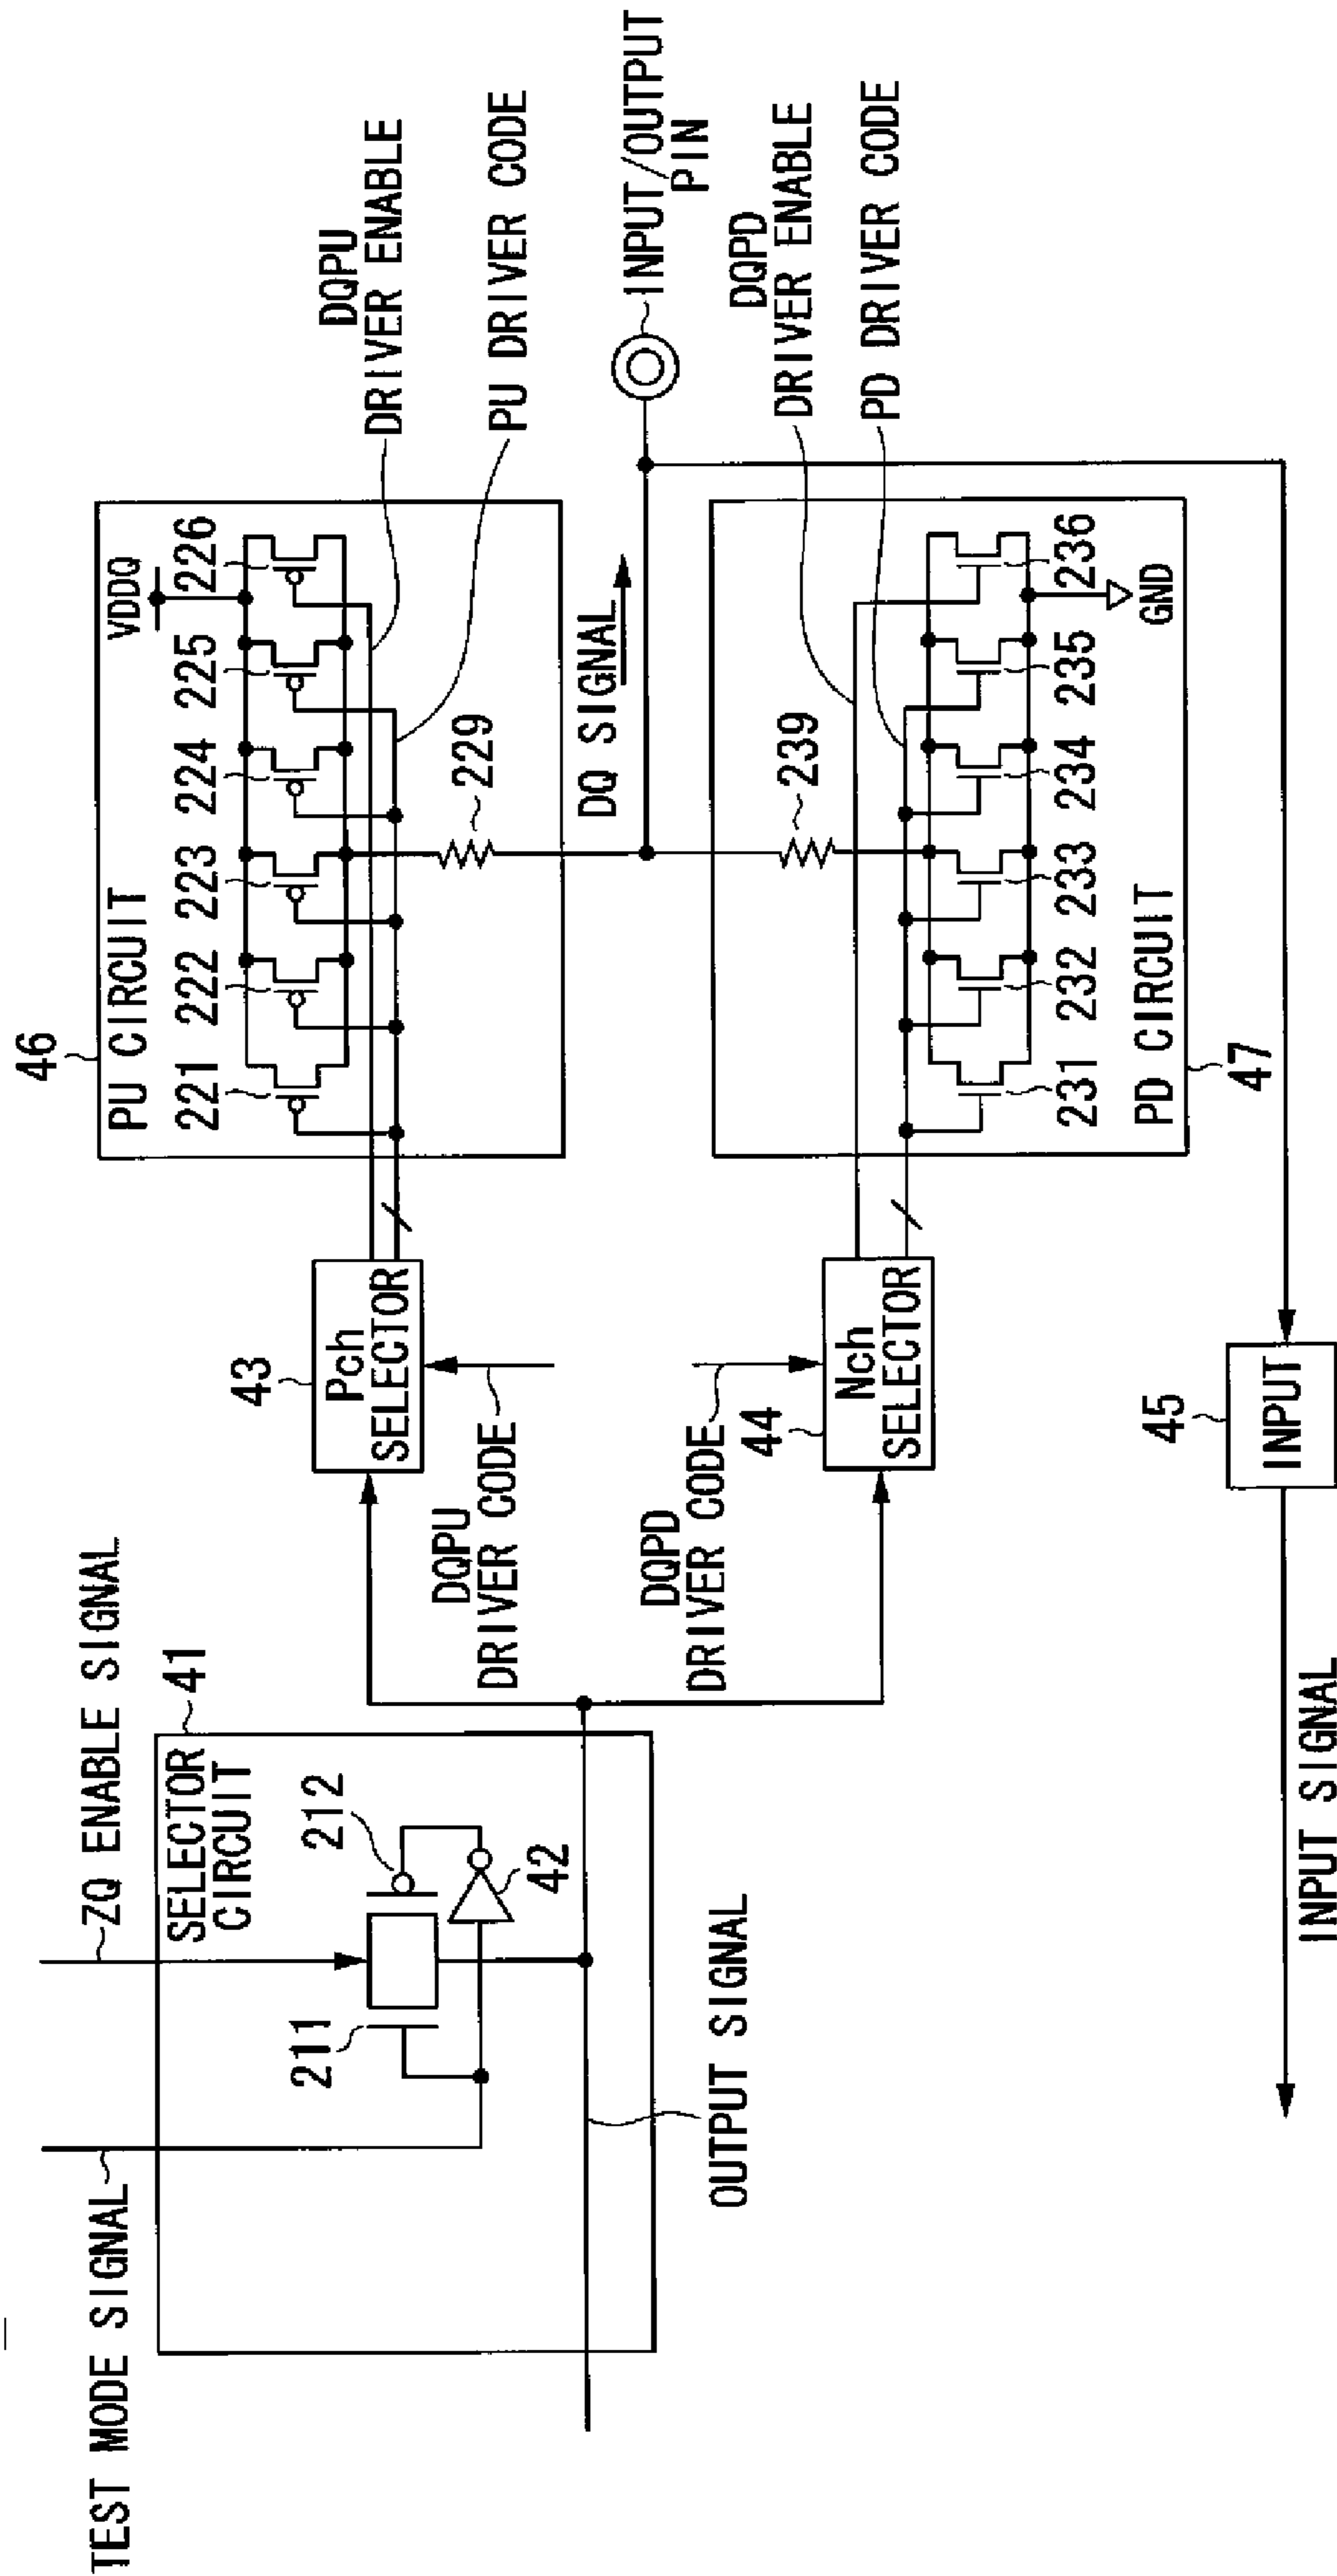 TEST MODE SIGNAL
ZQ ENABLE SIGNAL
41
SELECTOR
CIRCUIT
211
212
42
OUTPUT SIGNAL
43
Pch
SELECTOR
DQPU
DRIVER CODE
DQPD
DRIVER CODE
44
Nch
SELECTOR
46
PU CIRCUIT
VDDQ
221
222
223
224
225
226
229
DQPU
DRIVER ENABLE
PU DRIVER CODE
DQ SIGNAL
INPUT/OUTPUT
PIN
DQPD
DRIVER ENABLE
PD DRIVER CODE
239
231
232
233
234
235
236
GND
PD CIRCUIT
47
45
INPUT
INPUT SIGNAL